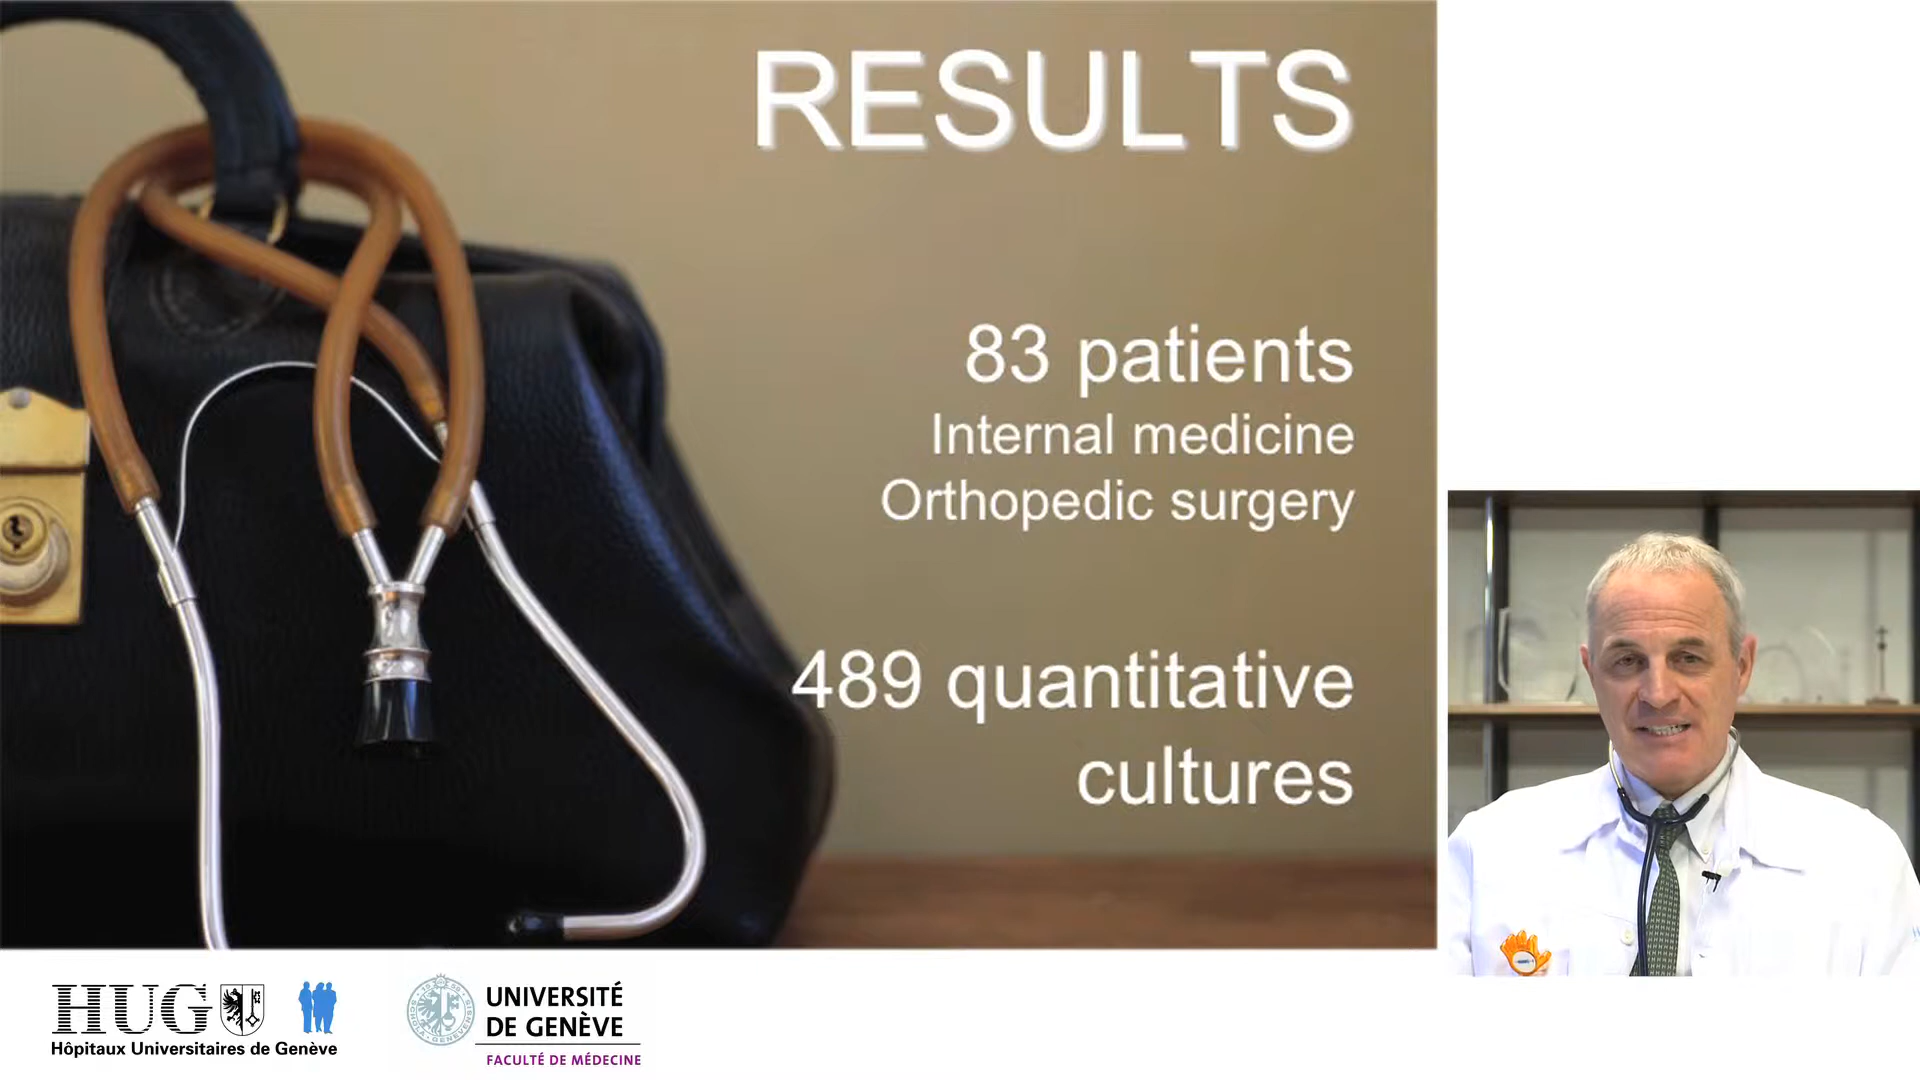 RESULTS
83 patients
Internal medicine
Orthopedic surgery
489 quantitative
cultures
HUG
Hôpitaux Universitaires de Genève
UNIVERSITÉ
DE GENÈVE
FACULTÉ DE MÉDECINE